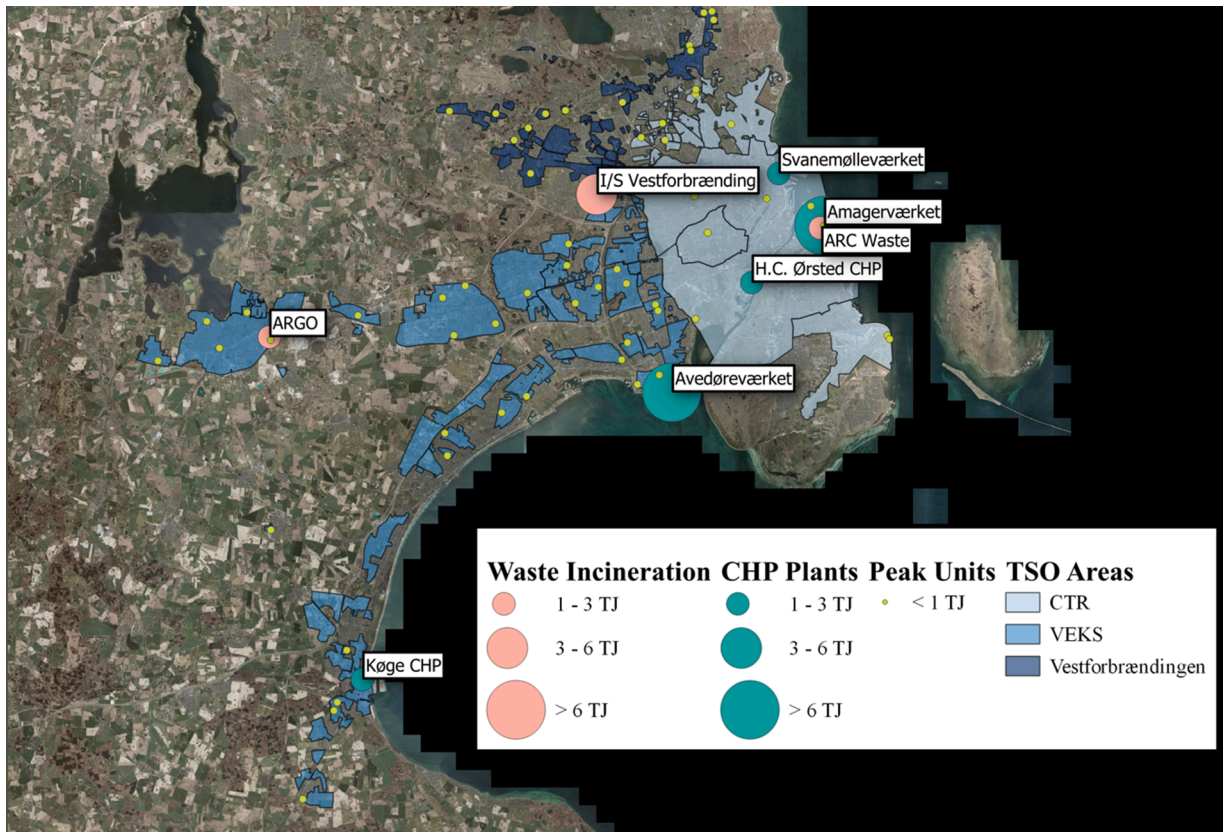 Svanemølleværket
I/S Vestforbrænding
Amagerværket
ARC Waste
H.C. Ørsted CHP
ARGO
Avedøreværket
Køge CHP
Waste Incineration CHP Plants Peak Units TSO Areas
1 - 3 TJ 1 - 3 TJ < 1 TJ CTR
3 - 6 TJ 3 - 6 TJ VEKS
Vestforbrændingen
> 6 TJ > 6 TJ